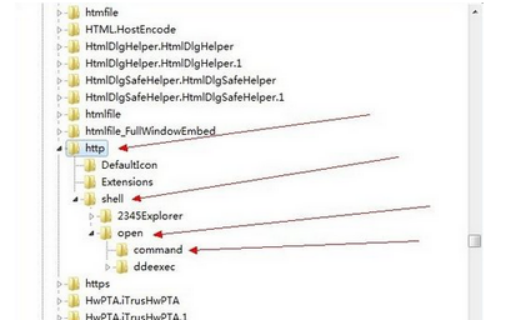 htmfile
HTML.HostEncode
HtmlDlgHelper.HtmlDlgHelper
HtmlDlgHelper.HtmlDlgHelper.1
HtmlDlgSafeHelper.HtmlDlgSafeHelper
HtmlDlgSafeHelper.HtmlDlgSafeHelper.1
htmlfile
htmlfile_FullWindowEmbed
http
DefaultIcon
Extensions
shell
2345Explorer
open
command
ddeexec
https
HwPTA.iTrusHwPTA
HwPTA.iTrusHwPTA.1